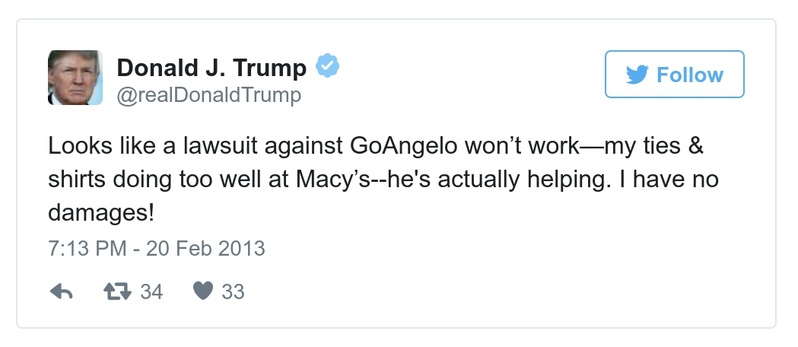 Donald J. Trump
@realDonaldTrump
Follow
Looks like a lawsuit against GoAngelo won’t work—my ties &
shirts doing too well at Macy’s--he's actually helping. I have no
damages!
7:13 PM - 20 Feb 2013
34 33